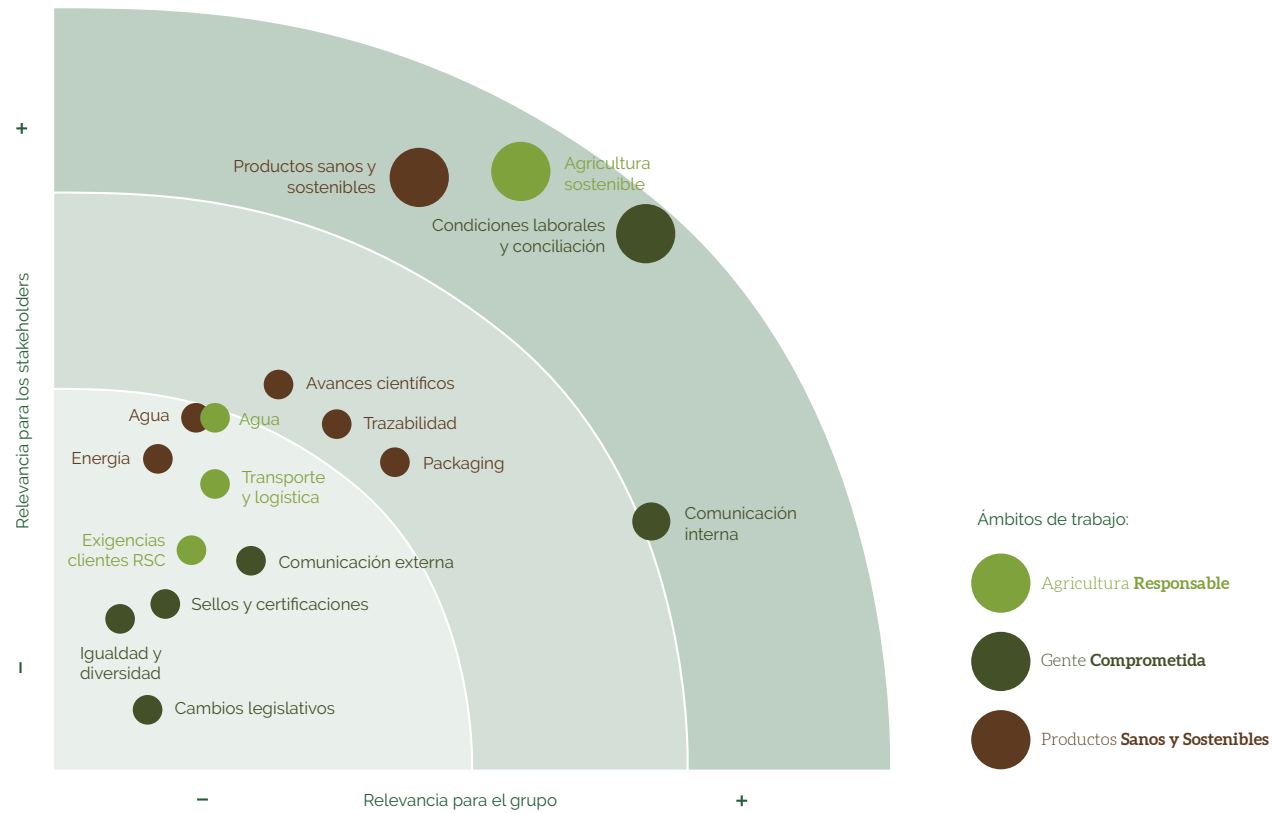 +
Relevancia para los stakeholders
–
Productos sanos y
sostenibles
Agricultura
sostenible
Condiciones laborales
y conciliación
Avances científicos
Agua
Agua
Trazabilidad
Energía
Packaging
Transporte
y logística
Comunicación
interna
Exigencias
clientes RSC
Comunicación externa
Sellos y certificaciones
Igualdad y
diversidad
Cambios legislativos
–
Relevancia para el grupo
+
Ámbitos de trabajo:
Agricultura Responsable
Gente Comprometida
Productos Sanos y Sostenibles